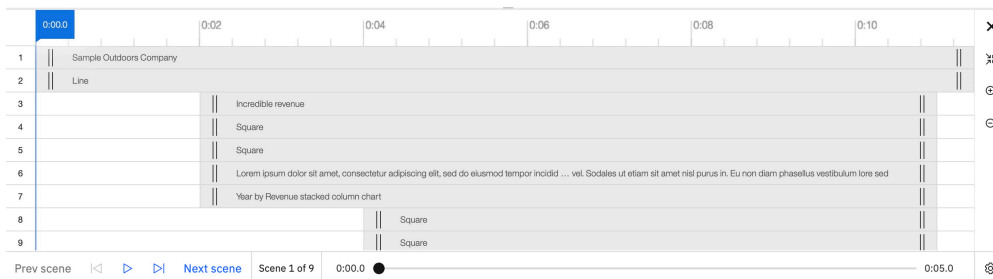 0:00.0 0:02 0:04 0:06 0:08 0:10
1 Sample Outdoors Company
2 Line
3 Incredible revenue
4 Square
5 Square
6 Lorem ipsum dolor sit amet, consectetur adipiscing elit, sed do eiusmod tempor incidid … vel. Sodales ut etiam sit amet nisl purus in. Eu non diam phasellus vestibulum lore sed
7 Year by Revenue stacked column chart
8 Square
9 Square
Prev scene Next scene Scene 1 of 9 0:00.0 0:05.0